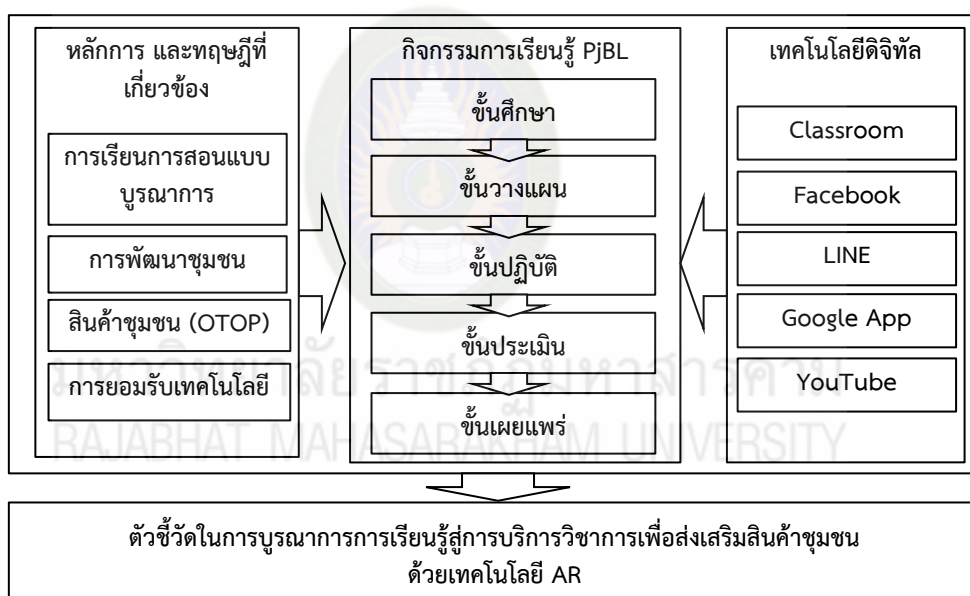 หลักการ และทฤษฎีที่
เกี่ยวข้อง
การเรียนการสอนแบบ
บูรณาการ
การพัฒนาชุมชน
สินค้าชุมชน (OTOP)
การยอมรับเทคโนโลยี
กิจกรรมการเรียนรู้ PjBL
ขั้นศึกษา
ขั้นวางแผน
ขั้นปฏิบัติ
ขั้นประเมิน
ขั้นเผยแพร่
เทคโนโลยีดิจิทัล
Classroom
Facebook
LINE
Google App
YouTube
มหาวิทยาลัยราชภัฏมหาสารคาม
RAJABHAT MAHASARAKHAM UNIVERSITY
ตัวชี้วัดในการบูรณาการการเรียนรู้สู่การบริการวิชาการเพื่อส่งเสริมสินค้าชุมชน
ด้วยเทคโนโลยี AR